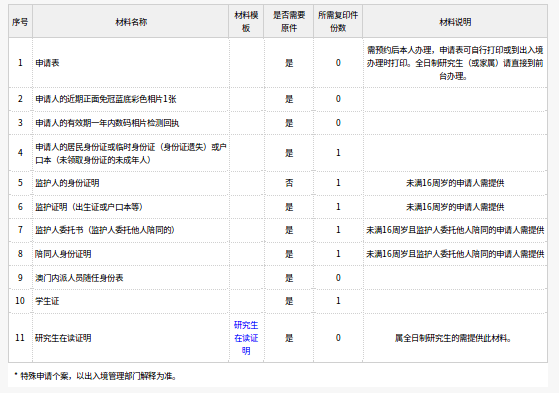 序号 材料名称 材料模板 是否需要原件 所需复印件份数 材料说明
1 申请表 是 0 需预约后本人办理，申请表可自行打印或到出入境办理时打印。全日制研究生（或家属）请直接到前台办理。
2 申请人的近期正面免冠蓝底彩色相片1张 是 0
3 申请人的有效期一年内数码相片检测回执 是 0
4 申请人的居民身份证或临时身份证（身份证遗失）或户口本（未领取身份证的未成年人） 是 1
5 监护人的身份证明 否 1 未满16周岁的申请人需提供
6 监护证明（出生证或户口本等） 是 1 未满16周岁的申请人需提供
7 监护人委托书（监护人委托他人陪同的） 是 1 未满16周岁且监护人委托他人陪同的申请人需提供
8 陪同人身份证明 是 1 未满16周岁且监护人委托他人陪同的申请人需提供
9 澳门内派人员随任身份表 是 0
10 学生证 是 1
11 研究生在读证明 研究生在读证明 是 0 属全日制研究生的需提供此材料。
* 特殊申请个案，以出入境管理部门解释为准。